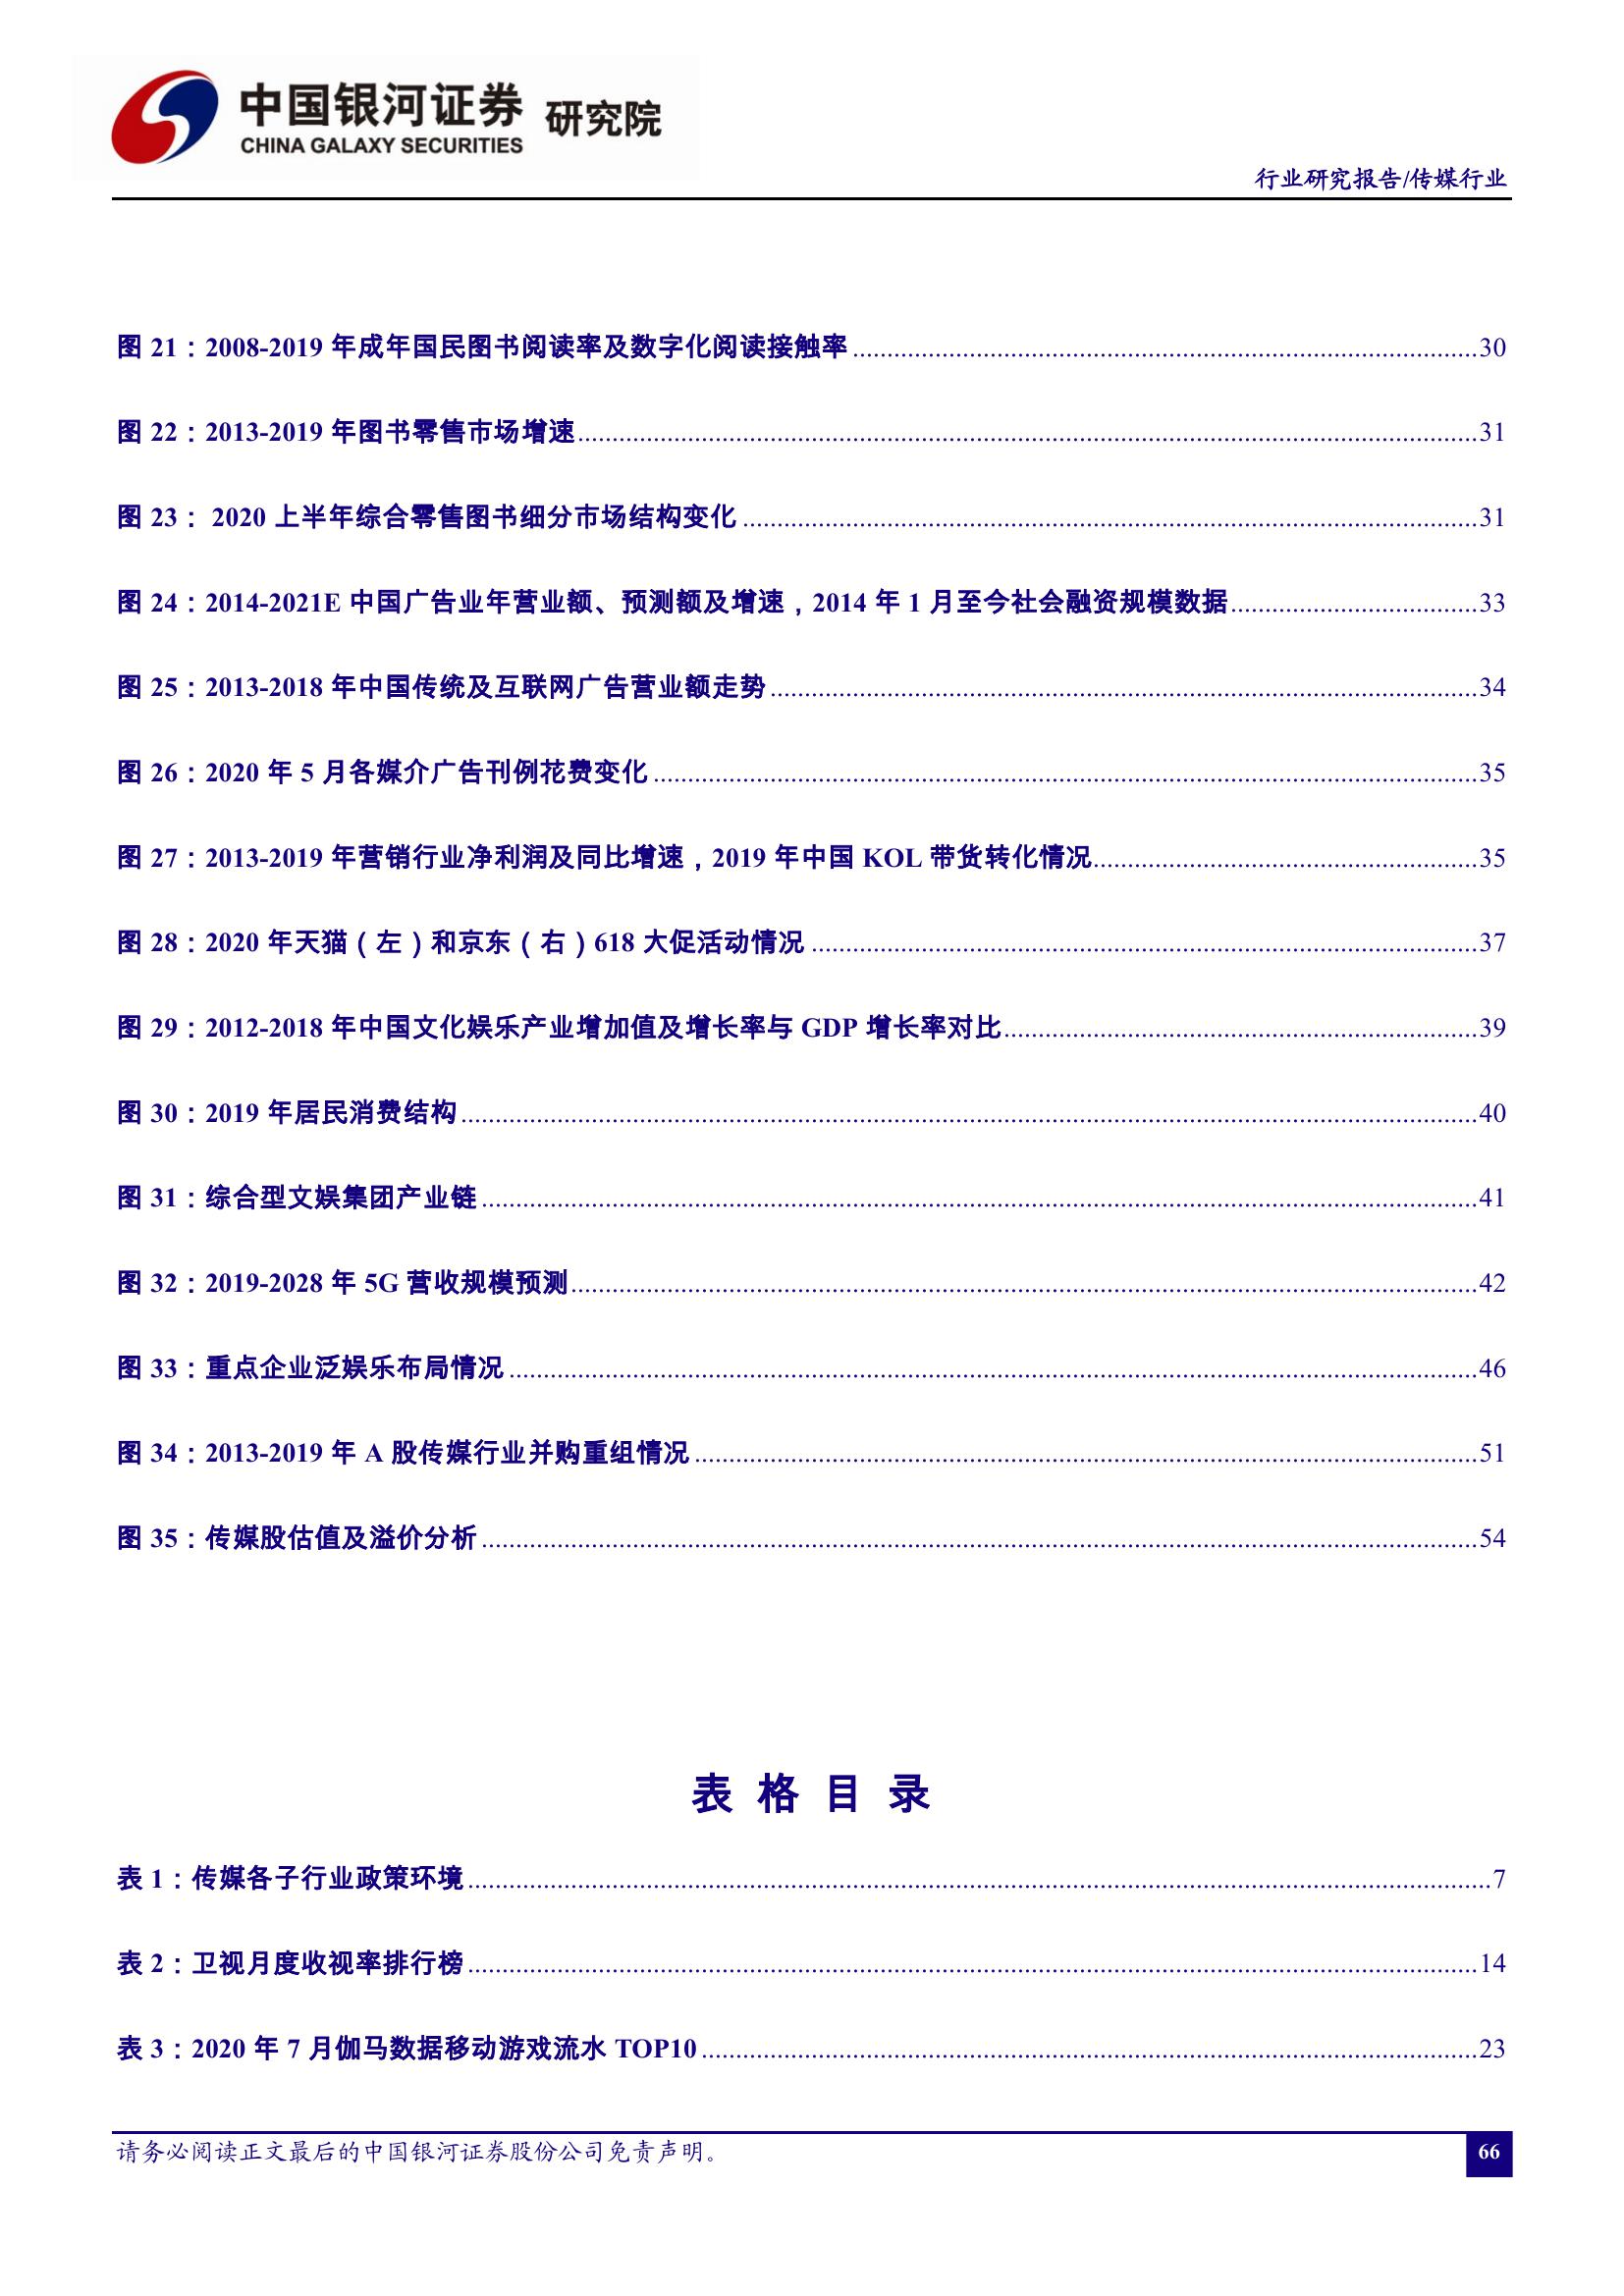 中国银河证券 研究院
CHINA GALAXY SECURITIES
行业研究报告/传媒行业
图 21：2008-2019 年成年国民图书阅读率及数字化阅读接触率....................30
图 22：2013-2019 年图书零售市场增速....................31
图 23： 2020 上半年综合零售图书细分市场结构变化....................31
图 24：2014-2021E 中国广告业年营业额、预测额及增速，2014 年 1 月至今社会融资规模数据....................33
图 25：2013-2018 年中国传统及互联网广告营业额走势....................34
图 26：2020 年 5 月各媒介广告刊例花费变化....................35
图 27：2013-2019 年营销行业净利润及同比增速，2019 年中国 KOL 带货转化情况....................35
图 28：2020 年天猫（左）和京东（右）618 大促活动情况....................37
图 29：2012-2018 年中国文化娱乐产业增加值及增长率与 GDP 增长率对比....................39
图 30：2019 年居民消费结构....................40
图 31：综合型文娱集团产业链....................41
图 32：2019-2028 年 5G 营收规模预测....................42
图 33：重点企业泛娱乐布局情况....................46
图 34：2013-2019 年 A 股传媒行业并购重组情况....................51
图 35：传媒股估值及溢价分析....................54
表 格 目 录
表 1：传媒各子行业政策环境....................7
表 2：卫视月度收视率排行榜....................14
表 3：2020 年 7 月伽马数据移动游戏流水 TOP10....................23
请务必阅读正文最后的中国银河证券股份公司免责声明。
66